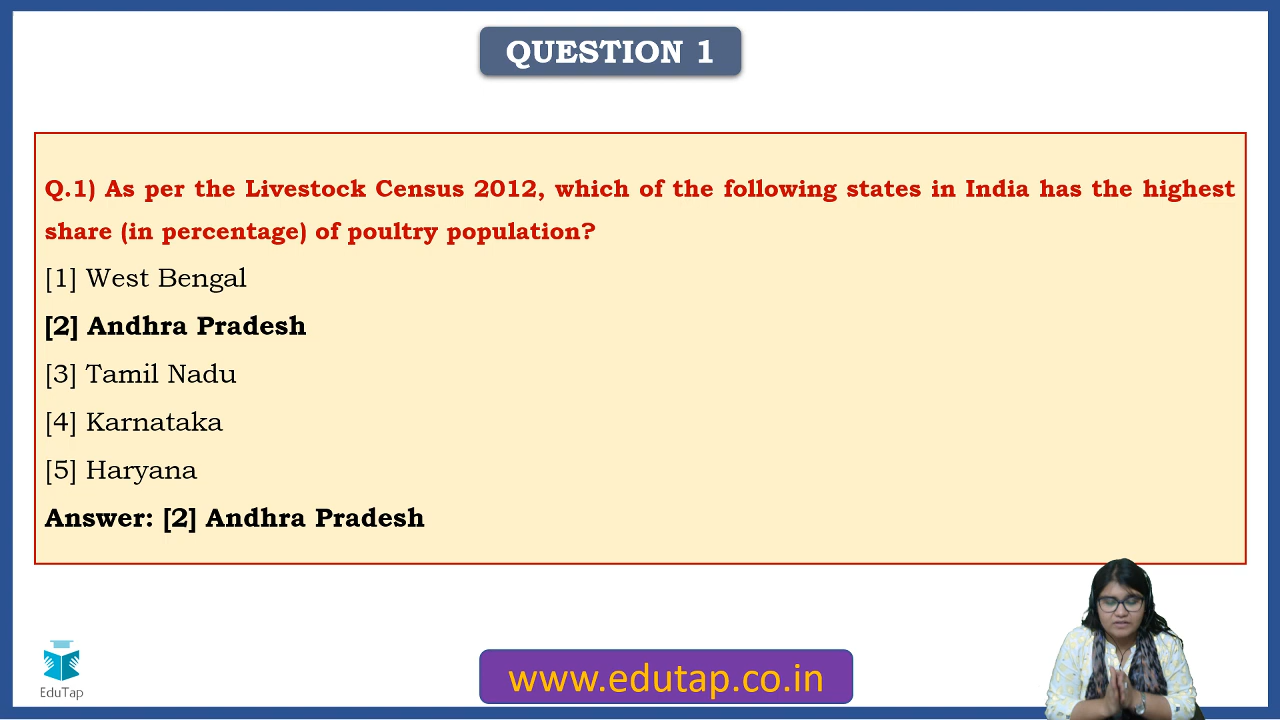 QUESTION 1
Q.1) As per the Livestock Census 2012, which of the following states in India has the highest
share (in percentage) of poultry population?
[1] West Bengal
[2] Andhra Pradesh
[3] Tamil Nadu
[4] Karnataka
[5] Haryana
Answer: [2] Andhra Pradesh
EduTap
www.edutap.co.in